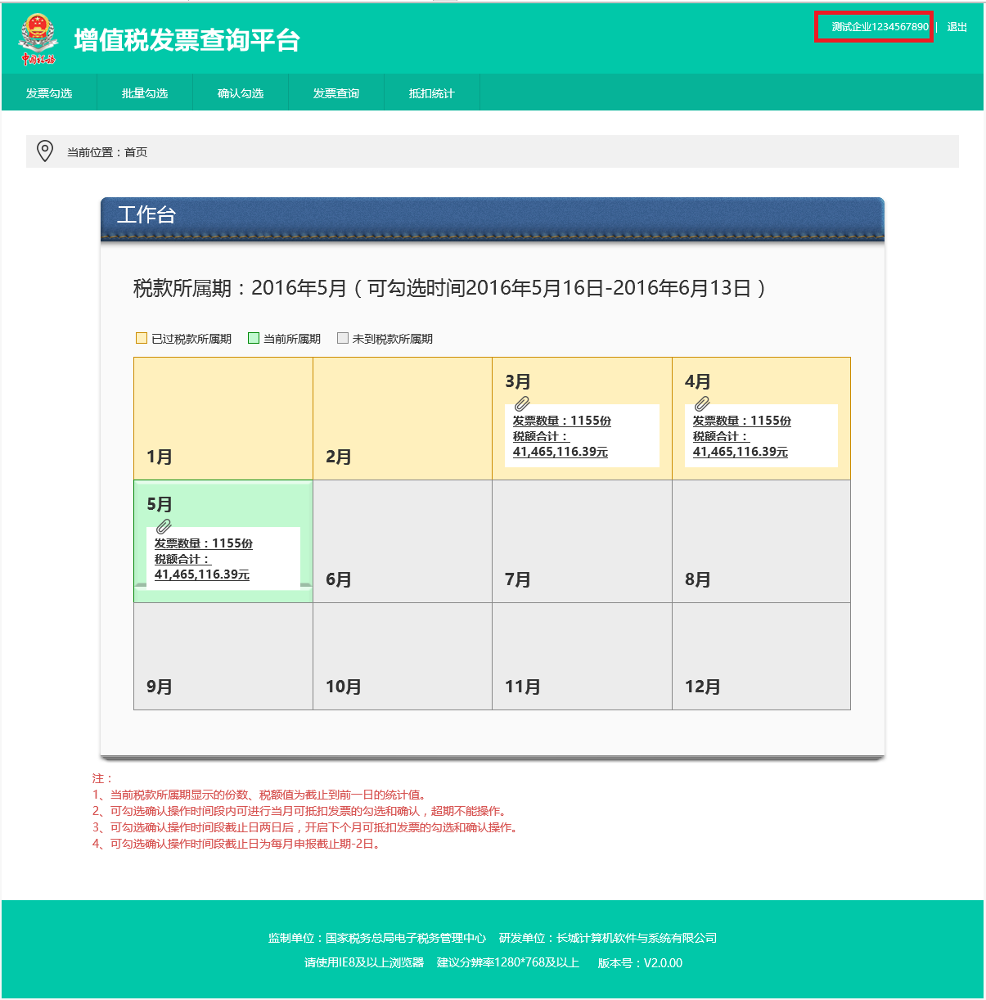 中国税务
增值税发票查询平台
测试企业1234567890 | 退出
发票勾选 批量勾选 确认勾选 发票查询 抵扣统计
当前位置：首页
工作台
税款所属期：2016年5月（可勾选时间2016年5月16日-2016年6月13日）
已过税款所属期 当前所属期 未到税款所属期
1月
2月
3月
发票数量：1155份
税额合计：
41,465,116.39元
4月
发票数量：1155份
税额合计：
41,465,116.39元
5月
发票数量：1155份
税额合计：
41,465,116.39元
6月
7月
8月
9月
10月
11月
12月
注：
1、当前税款所属期显示的份数、税额值为截止到前一日的统计值。
2、可勾选确认操作时间段内可进行当月可抵扣发票的勾选和确认，超期不能操作。
3、可勾选确认操作时间段截止日两日后，开启下个月可抵扣发票的勾选和确认操作。
4、可勾选确认操作时间段截止日为每月申报截止期-2日。
监制单位：国家税务总局电子税务管理中心 研发单位：长城计算机软件与系统有限公司
请使用IE8及以上浏览器 建议分辨率1280*768及以上 版本号：V2.0.00